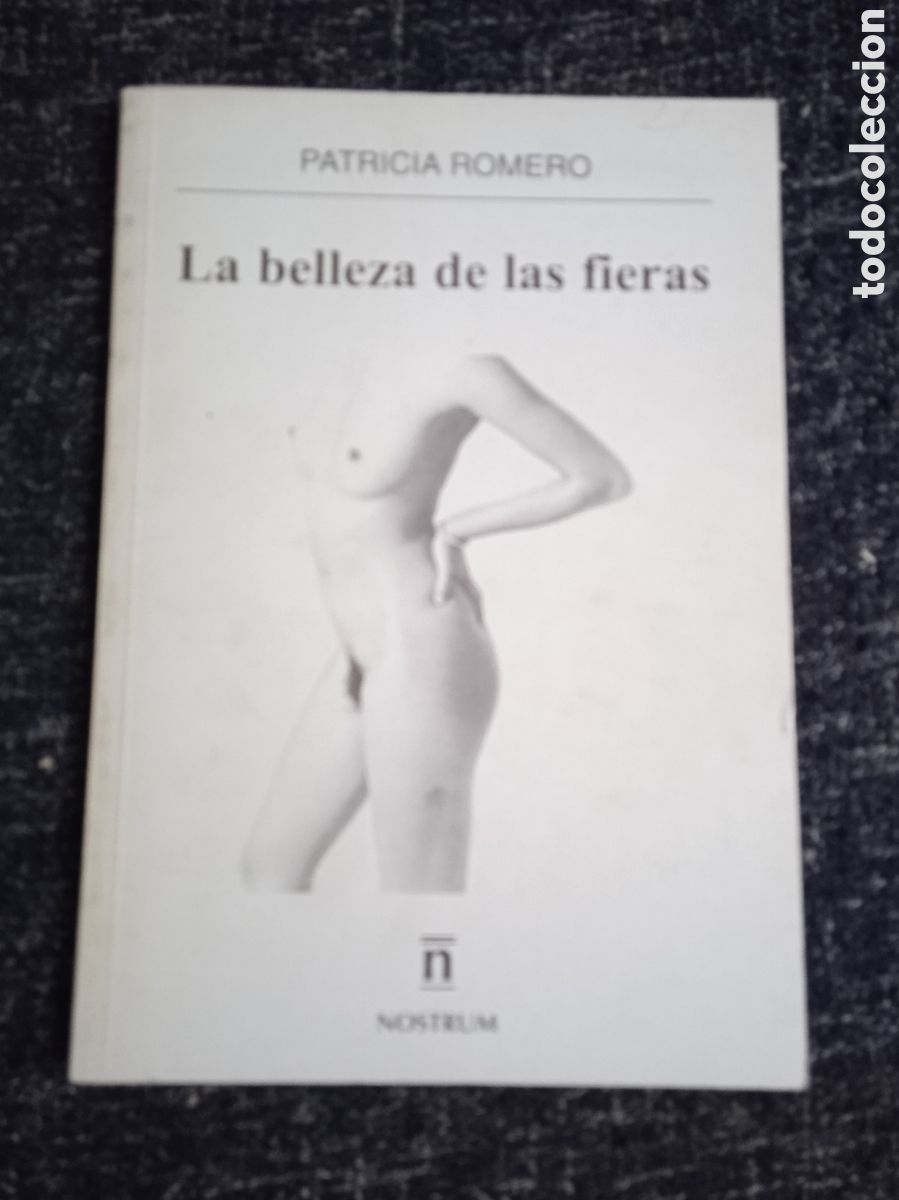 PATRICIA ROMERO
La belleza de las fieras
n
NOSTRUM
todocoleccion